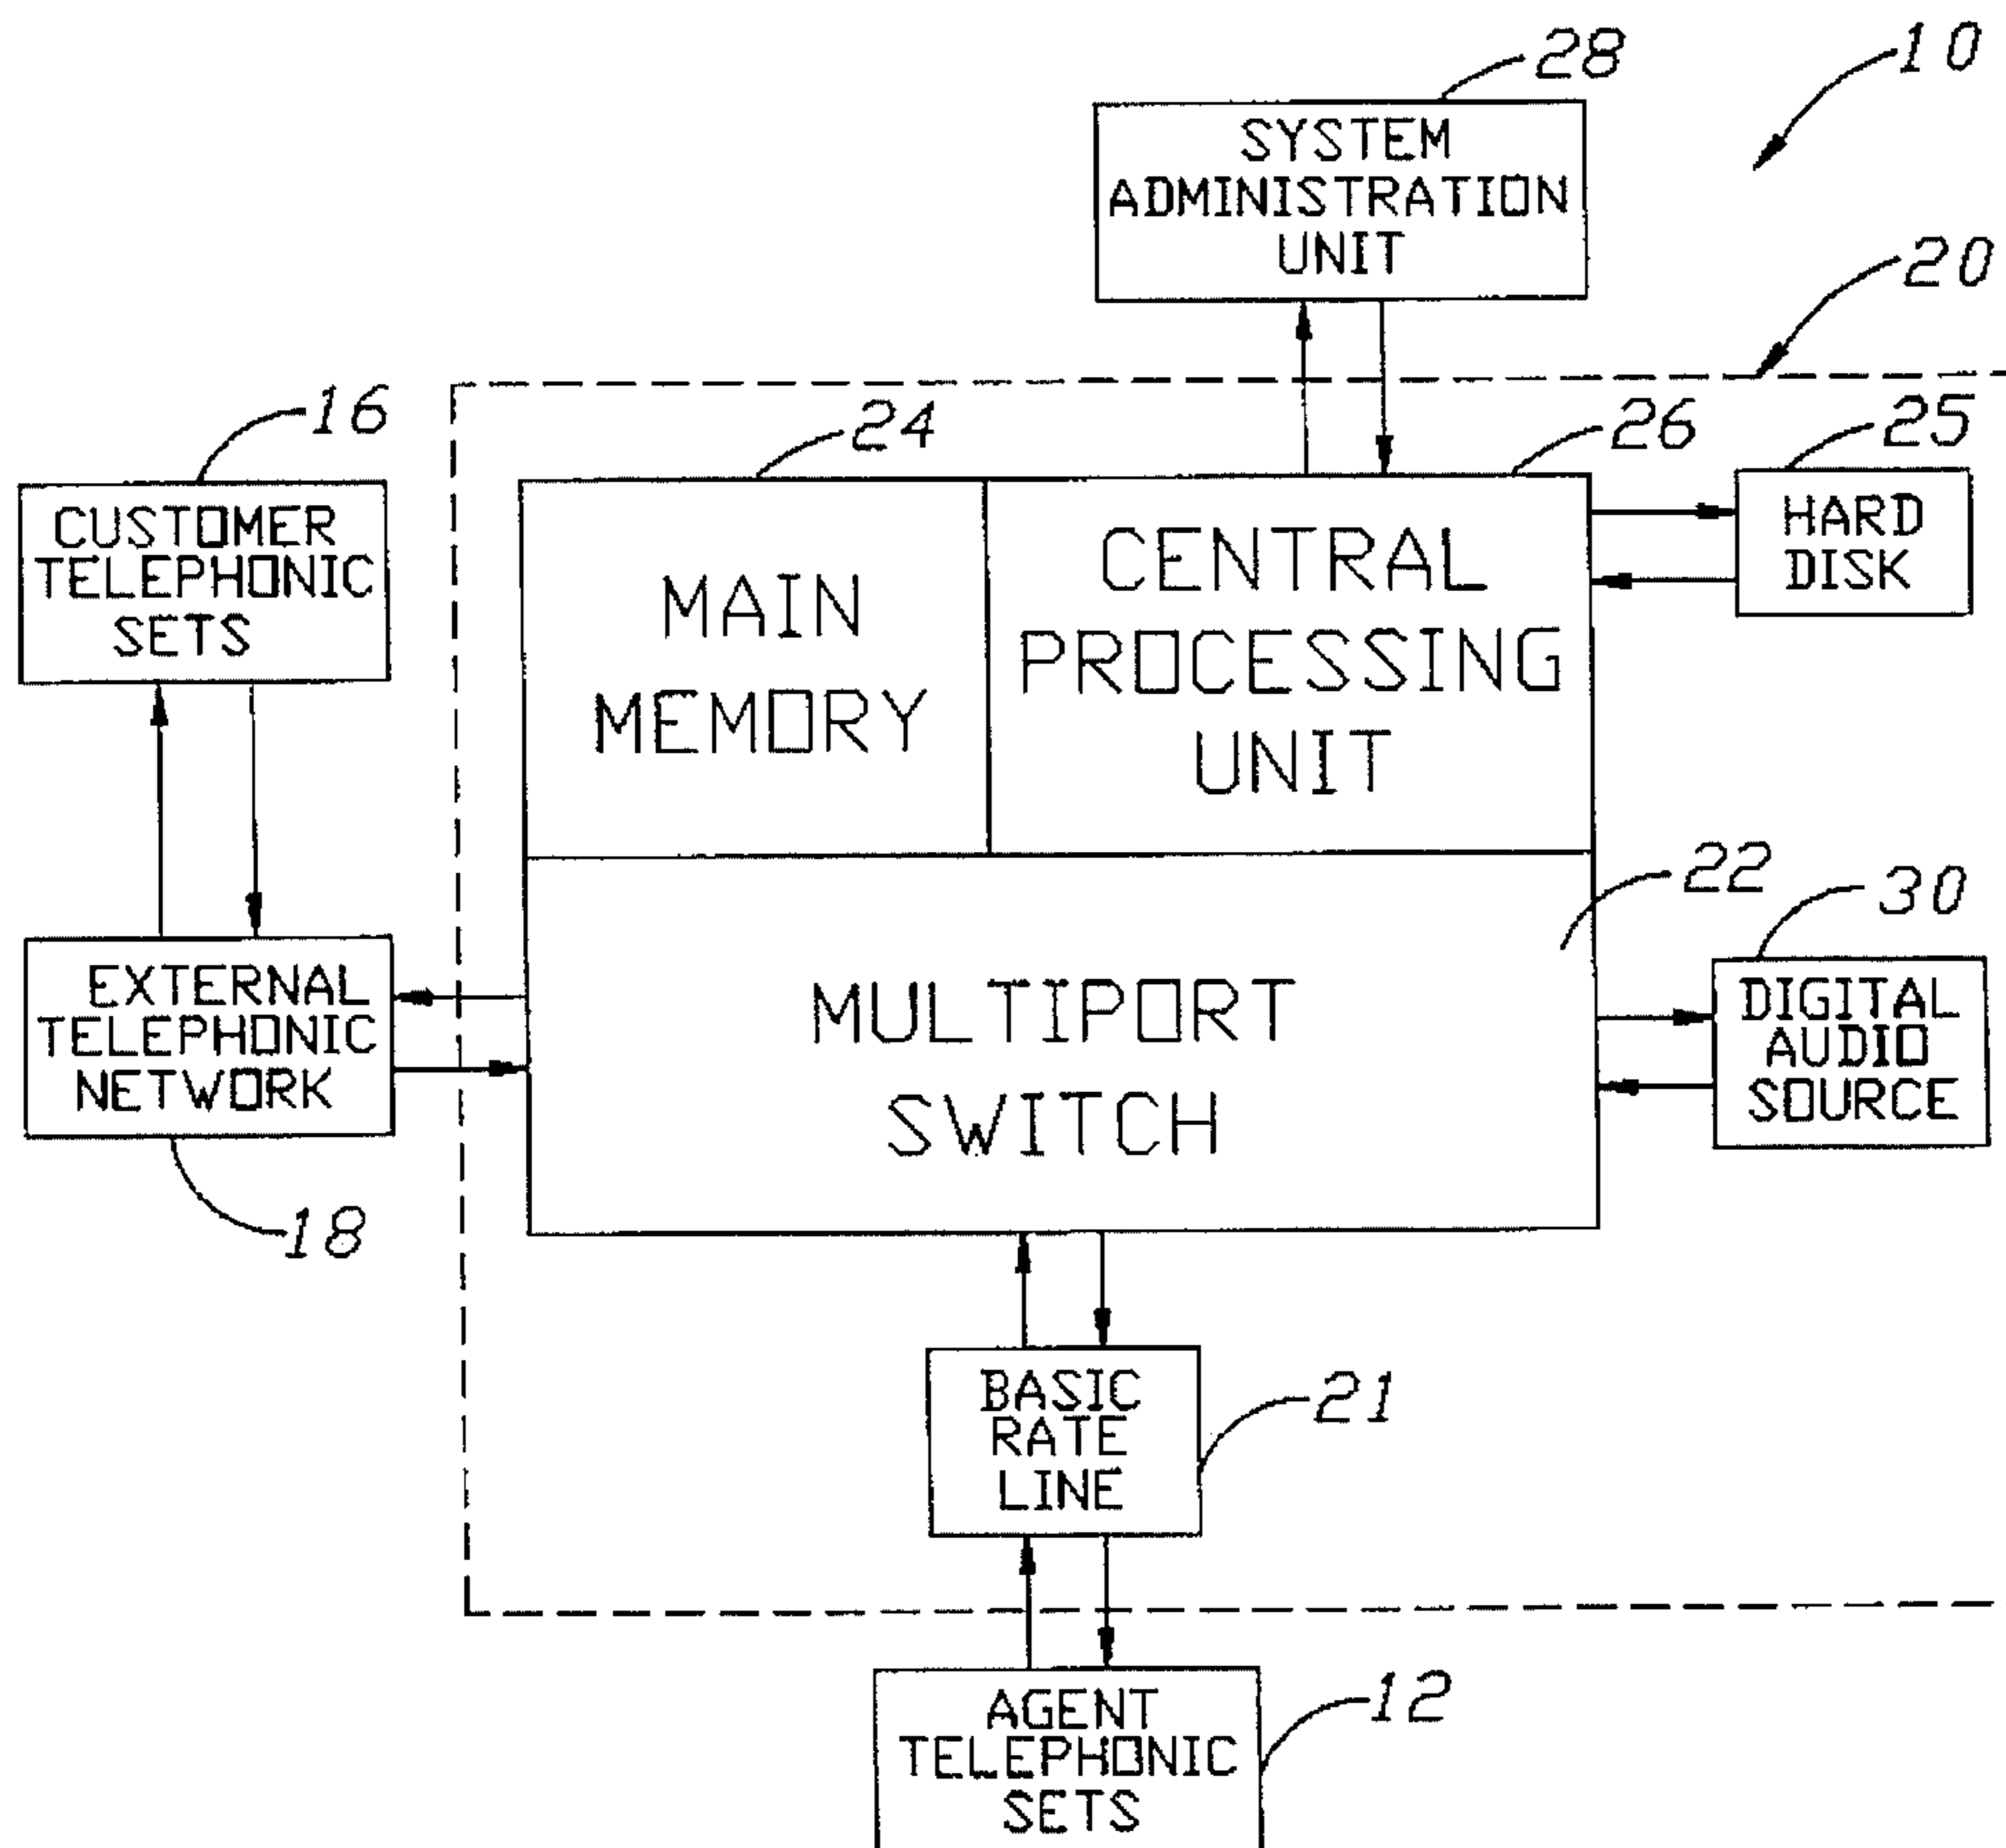 28
10
SYSTEM
ADMINISTRATION
UNIT
20
16
24
26
25
CUSTOMER
TELEPHONIC
SETS
MAIN
MEMORY
CENTRAL
PROCESSING
UNIT
HARD
DISK
22
30
EXTERNAL
TELEPHONIC
NETWORK
MULTIPORT
SWITCH
DIGITAL
AUDIO
SOURCE
18
BASIC
RATE
LINE
21
AGENT
TELEPHONIC
SETS
12